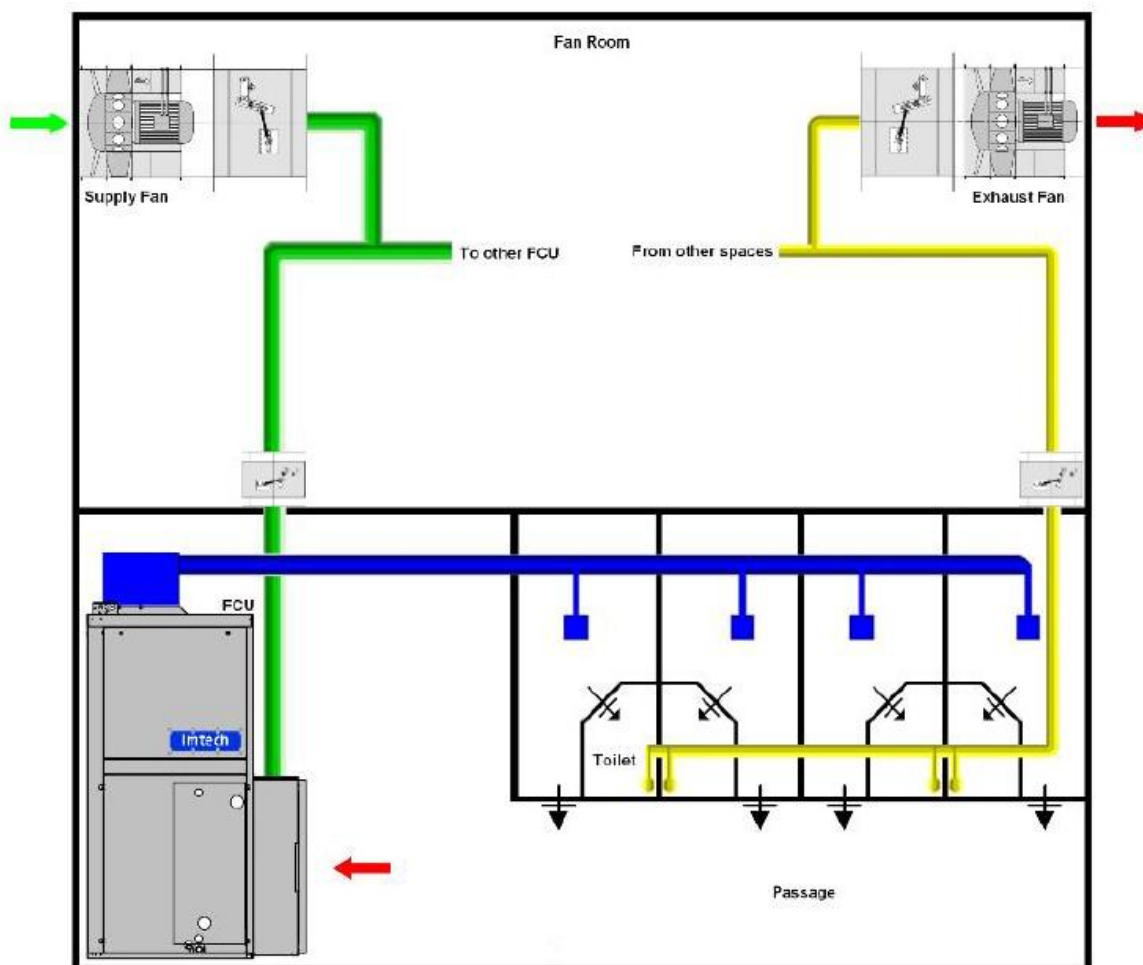 Fan Room
Supply Fan
Exhaust Fan
To other FCU
From other spaces
FCU
Imtech
Toilet
Passage